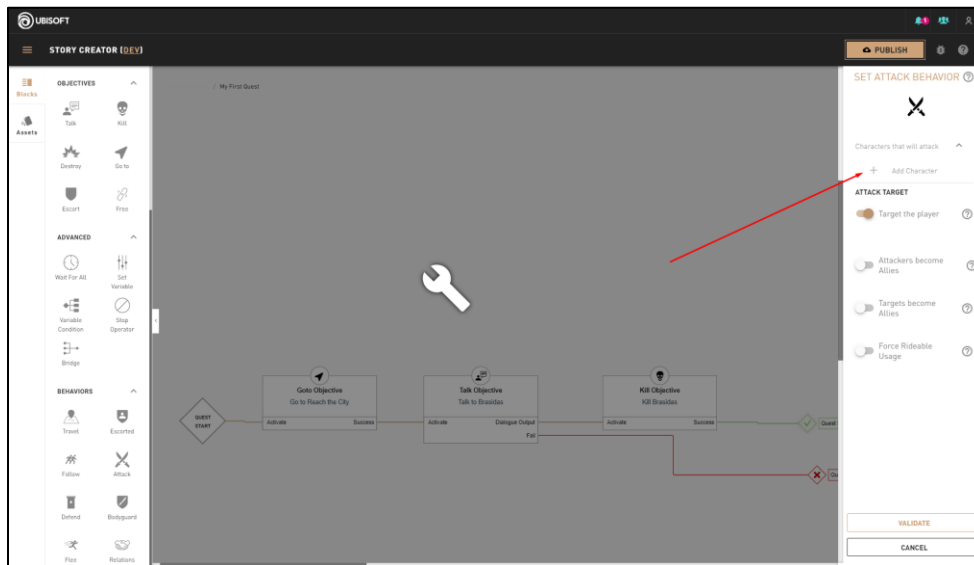 UBISOFT
1
STORY CREATOR (DEV)
PUBLISH
Blocks
Assets
OBJECTIVES
Talk
Kill
Destroy
Go to
Escort
Free
ADVANCED
Wait For All
Set
Variable
Variable
Condition
Stop
Operator
Bridge
BEHAVIORS
Travel
Escorted
Follow
Attack
Defend
Bodyguard
Flee
Relations
/ My First Quest
QUEST
START
Goto Objective
Go to Reach the City
Activate
Success
Talk Objective
Talk to Brasidas
Activate
Dialogue Output
Fail
Kill Objective
Kill Brasidas
Activate
Success
Quest
Qu
SET ATTACK BEHAVIOR
Characters that will attack
+ Add Character
ATTACK TARGET
Target the player
Attackers become
Allies
Targets become
Allies
Force Rideable
Usage
VALIDATE
CANCEL